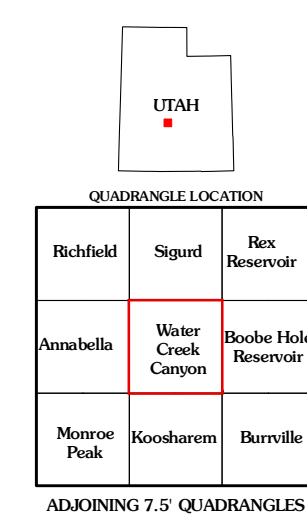 UTAH
QUADRANGLE LOCATION
Richfield
Sigurd
Rex
Reservoir
Annabella
Water
Creek
Canyon
Boobe Hole
Reservoir
Monroe
Peak
Koosharem
Burrville
ADJOINING 7.5' QUADRANGLES